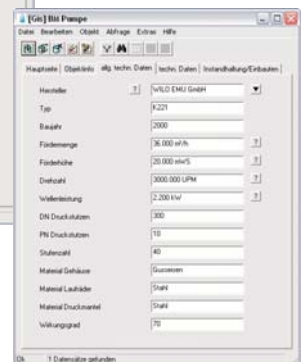 [Gis] Btl Pumpe
Datei Bearbeiten Objekt Abfrage Extras Hilfe
Hauptseite Objektinfo allg. techn. Daten techn. Daten Instandhaltung/Einbauten
Hersteller ? WILO EMU GmbH
Typ K221
Baujahr 2000
Fördermenge 36.000 m³/h ?
Förderhöhe 20.000 mWS ?
Drehzahl 3000.000 UPM ?
Wellenleistung 2.200 kW ?
DN Druckstutzen 300
PN Druckstutzen 10
Stufenzahl 40
Material Gehäuse Gusseisen
Material Laufräder Stahl
Material Druckmantel Stahl
Wirkungsgrad 70
Ok 1 Datensätze gefunden